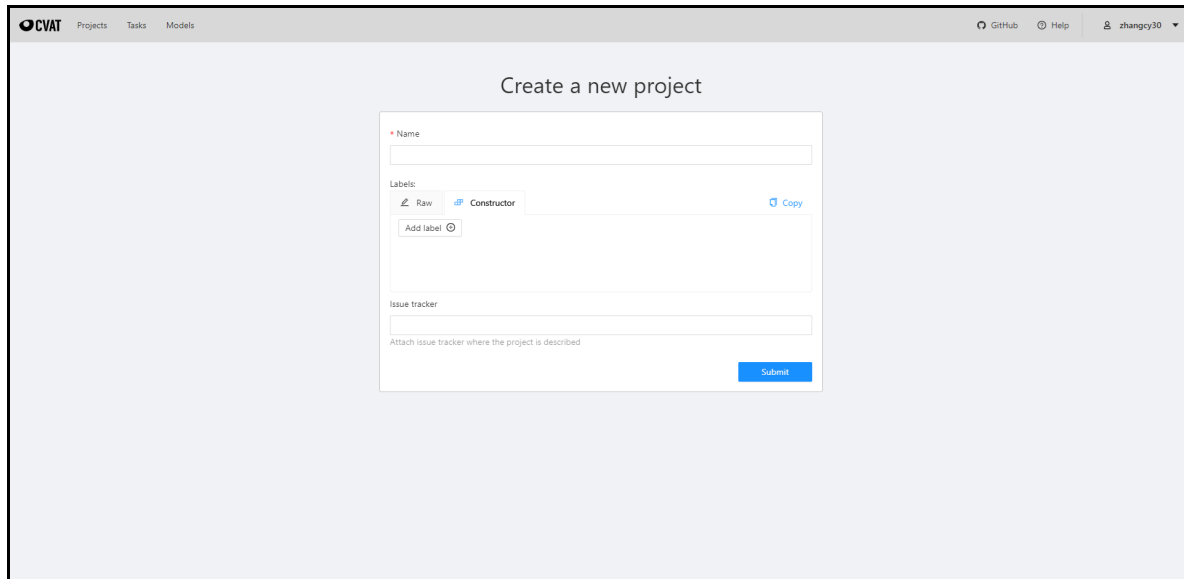 CVAT Projects Tasks Models GitHub Help zhangcy30
Create a new project
* Name
Labels:
Raw Constructor Copy
Add label
Issue tracker
Attach issue tracker where the project is described
Submit